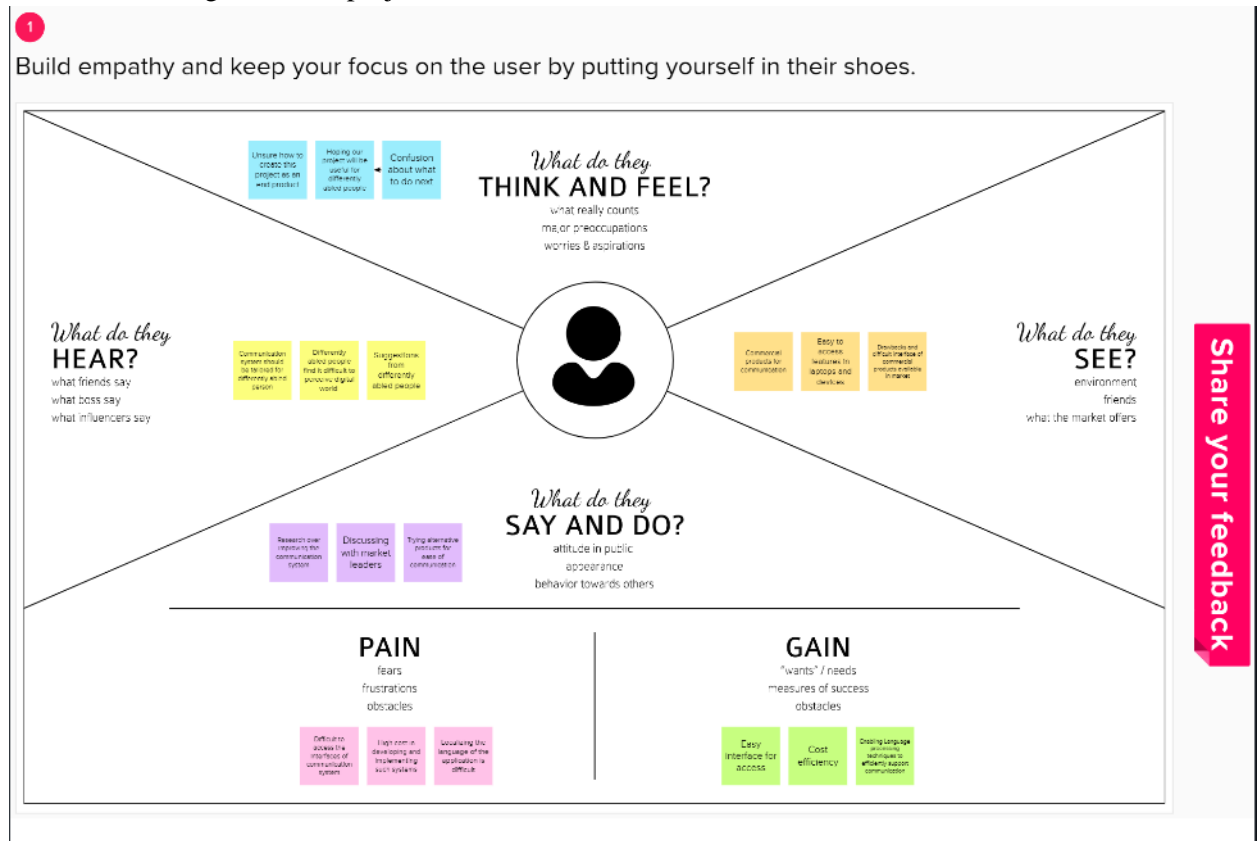 1
Build empathy and keep your focus on the user by putting yourself in their shoes.
Unsure how to
create this
project as an
end product
Hoping our
project will be
useful for
differently
abled people
Confusion
about what
to do next
What do they
THINK AND FEEL?
what really counts
major preoccupations
worries & aspirations
What do they
HEAR?
what friends say
what boss say
what influencers say
Communication
system should
be tailored for
differently abled
person
Differently
abled people
find is difficult to
perceive digital
world
Suggestions
from
differently
abled people
Commercial
products for
communication
Easy to
access
features in
laptops and
devices
Drawbacks and
difficult interface of
commercial
products available
in market
What do they
SEE?
environment
friends
what the market offers
What do they
SAY AND DO?
attitude in public
appearance
behavior towards others
Research over
improving the
communication
system
Discussing
with market
leaders
Trying alternative
products for
ease of
communication
PAIN
fears
frustrations
obstacles
Difficult to
access the
interfaces of
communication
system
High cost in
developing and
implementing
such systems
Localizing the
language of the
application is
difficult
GAIN
"wants" / needs
measures of success
obstacles
Easy
interface for
access
Cost
efficiency
Enabling Language
processing
techniques to
efficiently support
communication
Share your feedback